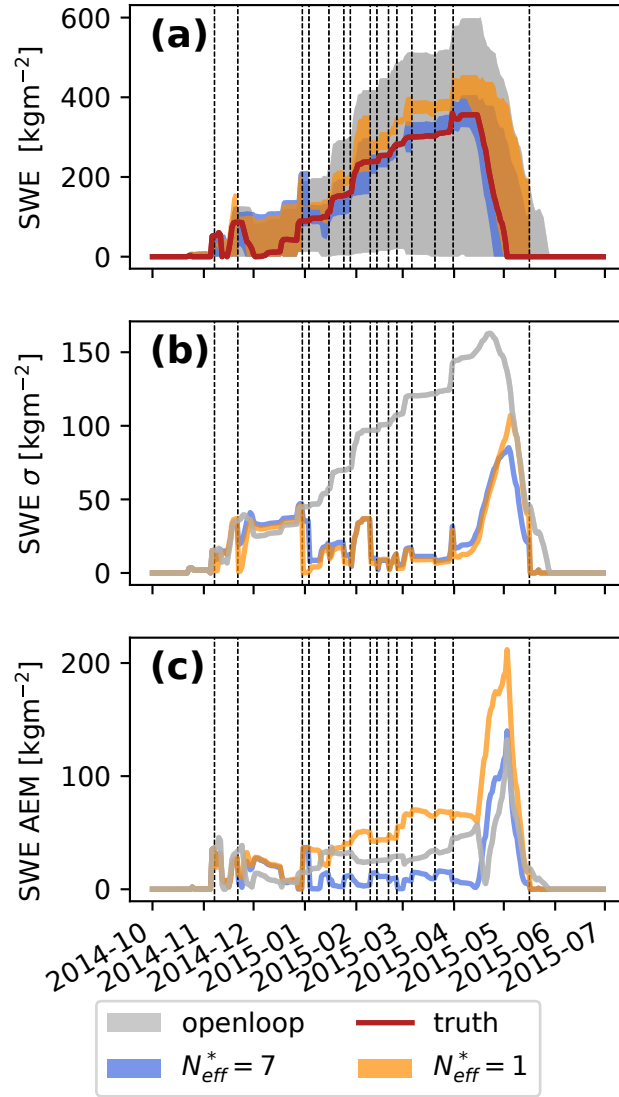 (a)
SWE [kgm⁻²]
600
400
200
0
(b)
SWE σ [kgm⁻²]
150
100
50
0
(c)
SWE AEM [kgm⁻²]
200
100
0
2014-10
2014-11
2014-12
2015-01
2015-02
2015-03
2015-04
2015-05
2015-06
2015-07
openloop
truth
N*eff = 7
N*eff = 1